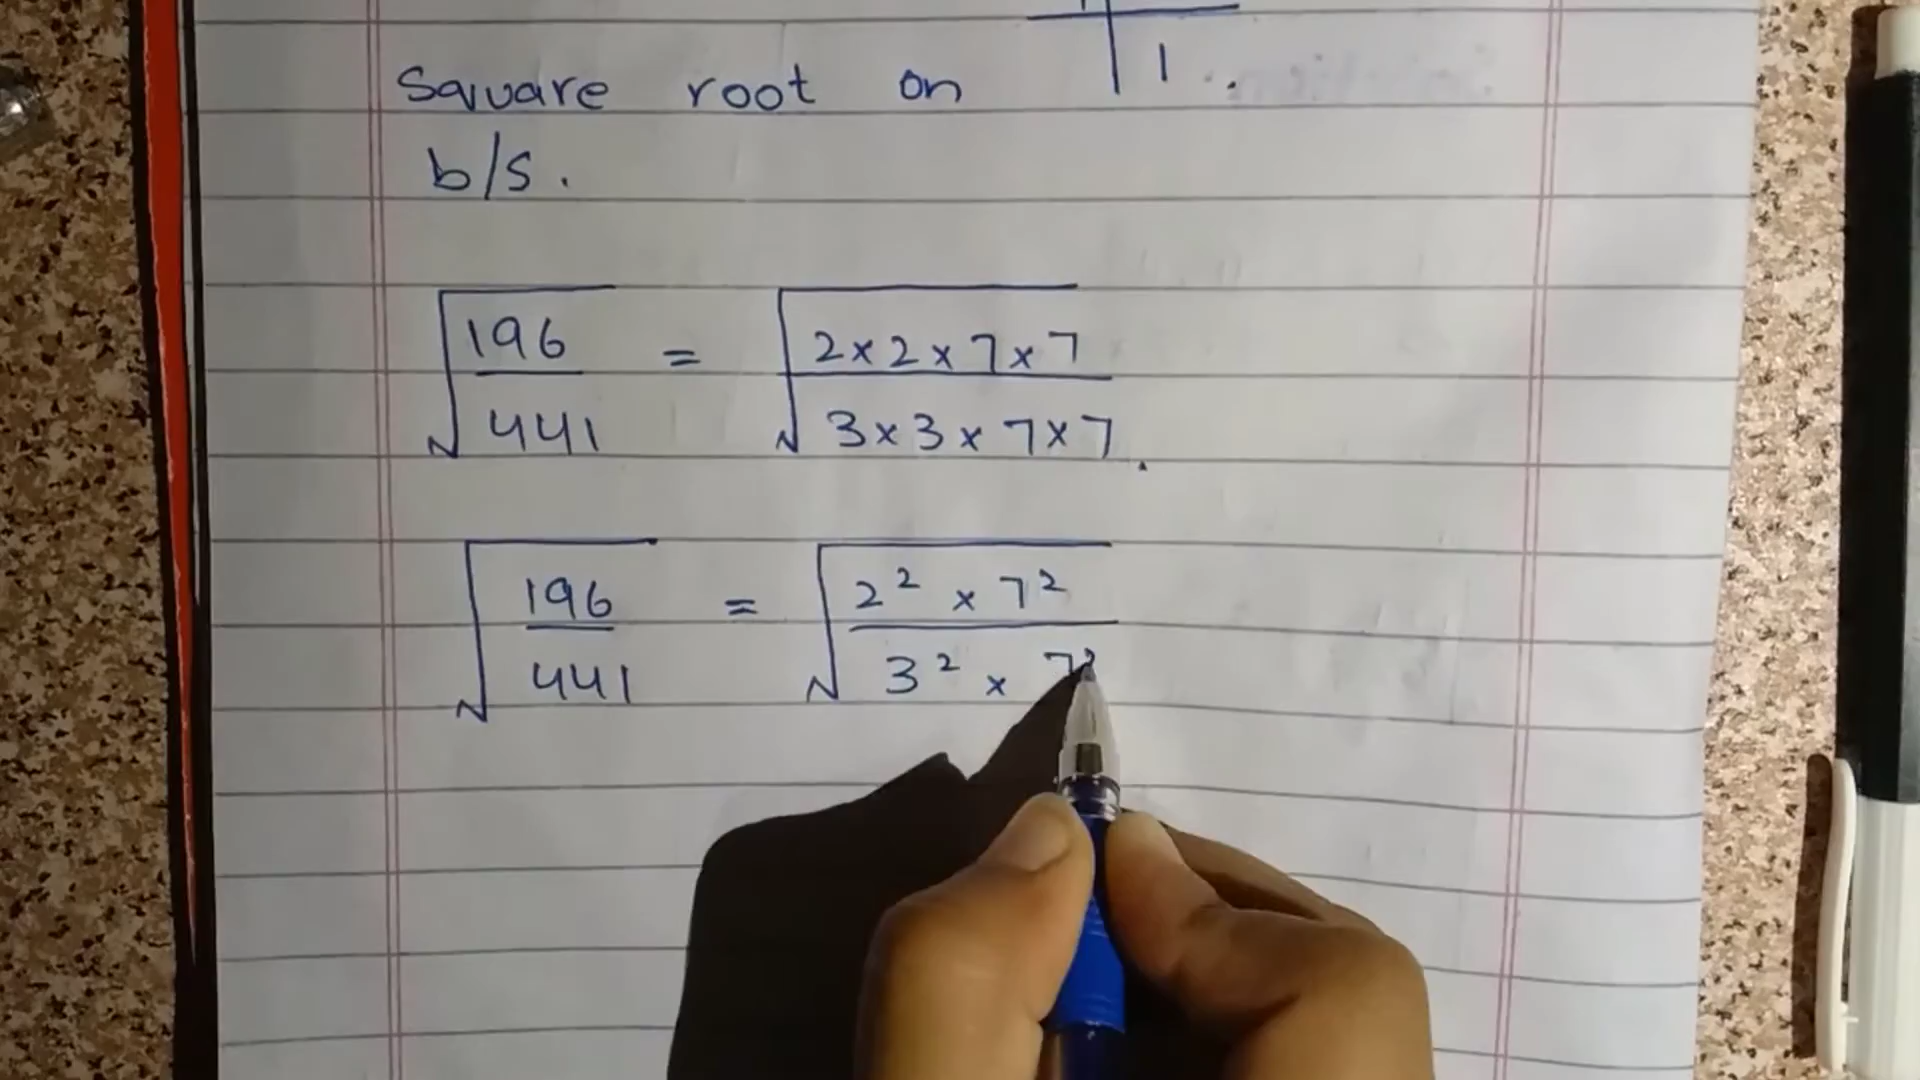 1
Square root on
b/s.
√196/441 = √2×2×7×7/3×3×7×7.
√196/441 = √2² × 7²/3² × 7²